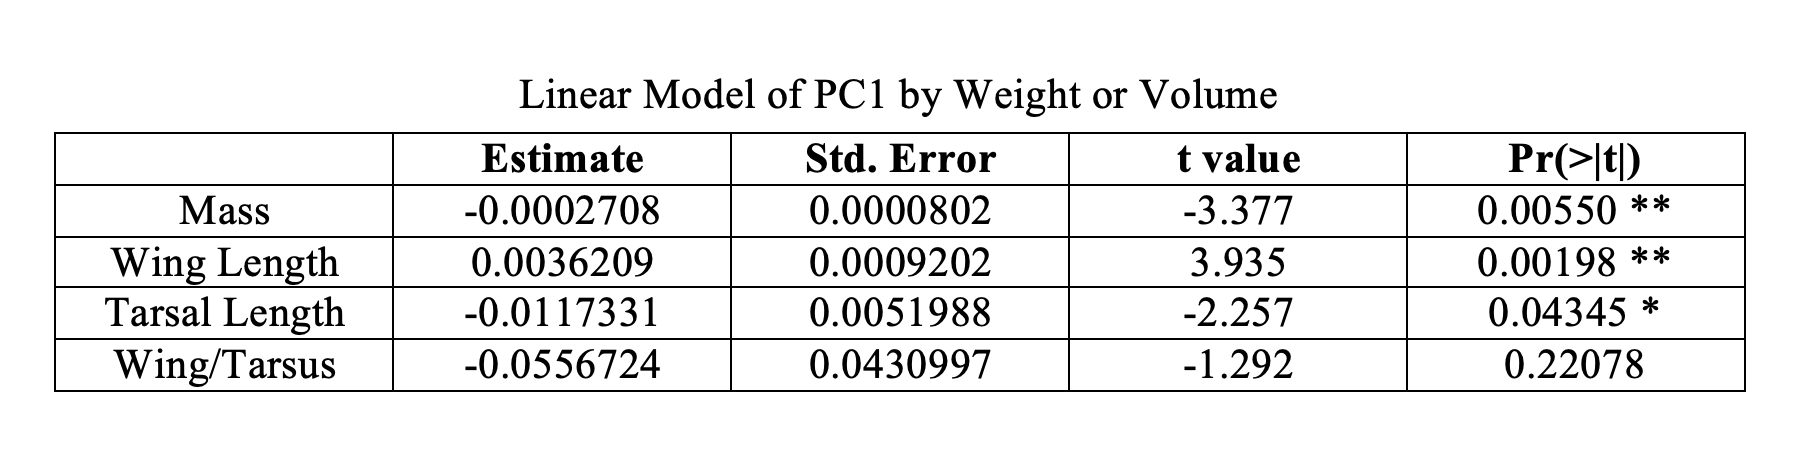 Linear Model of PC1 by Weight or Volume
Estimate Std. Error t value Pr(>|t|)
Mass -0.0002708 0.0000802 -3.377 0.00550 **
Wing Length 0.0036209 0.0009202 3.935 0.00198 **
Tarsal Length -0.0117331 0.0051988 -2.257 0.04345 *
Wing/Tarsus -0.0556724 0.0430997 -1.292 0.22078